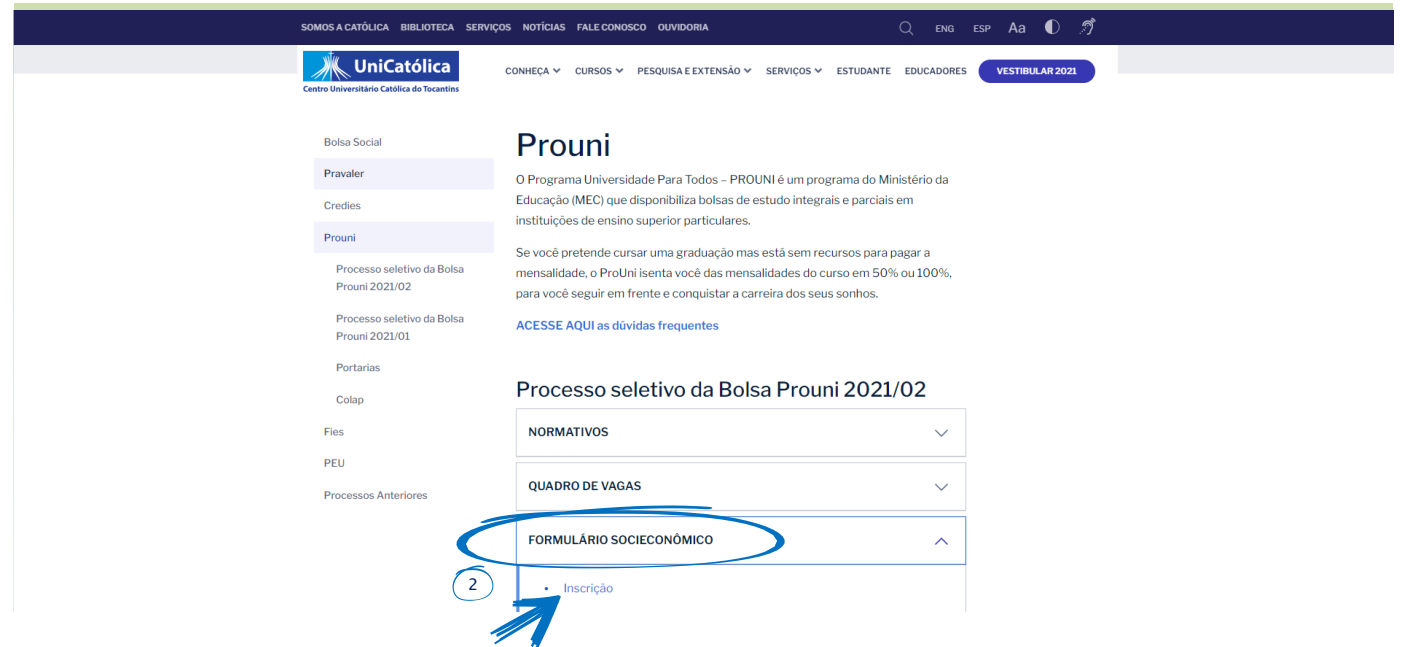 SOMOS A CATÓLICA BIBLIOTECA SERVIÇOS NOTÍCIAS FALE CONOSCO OUVIDORIA ENG ESP Aa
UniCatólica
Centro Universitário Católica do Tocantins
CONHEÇA CURSOS PESQUISA E EXTENSÃO SERVIÇOS ESTUDANTE EDUCADORES VESTIBULAR 2021
Bolsa Social
Pravaler
Credies
Prouni
Processo seletivo da Bolsa
Prouni 2021/02
Processo seletivo da Bolsa
Prouni 2021/01
Portarias
Colap
Fies
PEU
Processos Anteriores
Prouni
O Programa Universidade Para Todos – PROUNI é um programa do Ministério da
Educação (MEC) que disponibiliza bolsas de estudo integrais e parciais em
instituições de ensino superior particulares.
Se você pretende cursar uma graduação mas está sem recursos para pagar a
mensalidade, o ProUni isenta você das mensalidades do curso em 50% ou 100%,
para você seguir em frente e conquistar a carreira dos seus sonhos.
ACESSE AQUI as dúvidas frequentes
Processo seletivo da Bolsa Prouni 2021/02
NORMATIVOS
QUADRO DE VAGAS
FORMULÁRIO SOCIECONÔMICO
2
• Inscrição